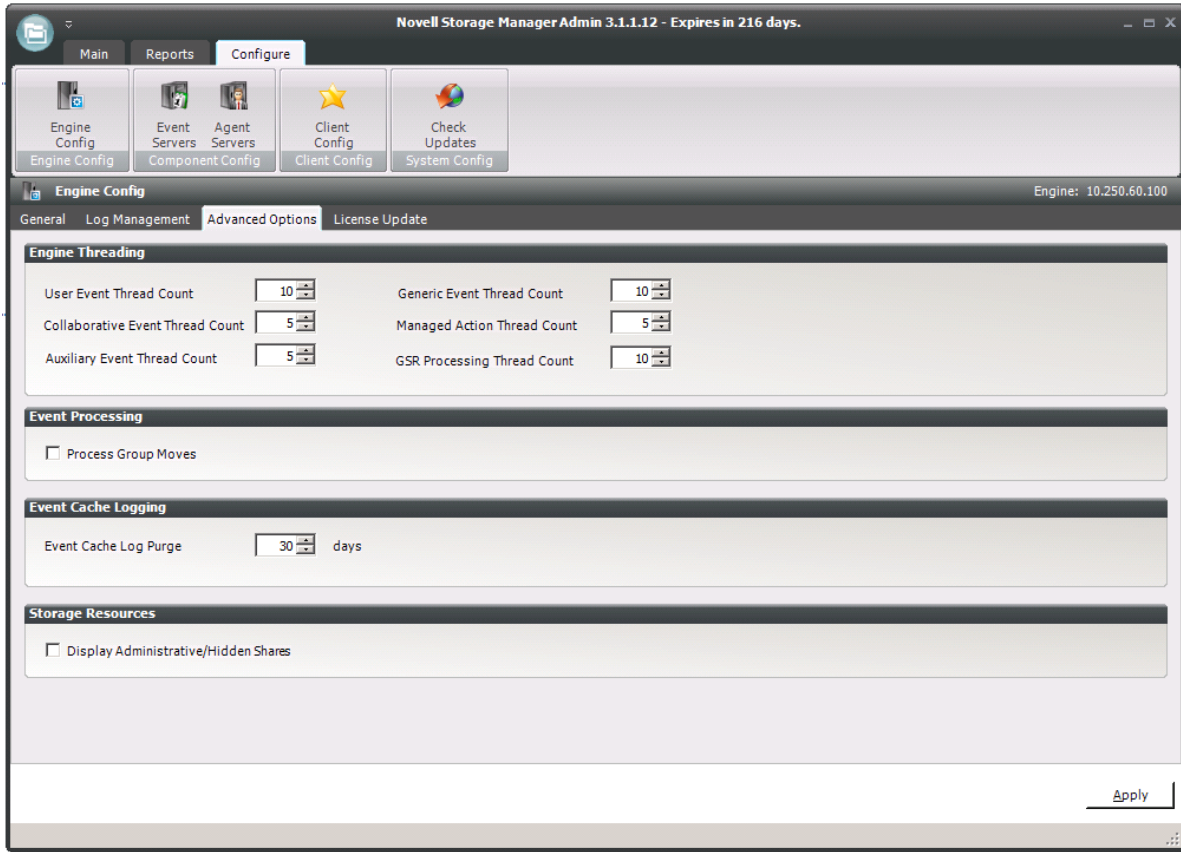 Novell Storage Manager Admin 3.1.1.12 - Expires in 216 days.
Main Reports Configure
Engine Config
Event Servers
Agent Servers
Client Config
Check Updates
Engine Config Component Config Client Config System Config
Engine Config Engine: 10.250.60.100
General Log Management Advanced Options License Update
Engine Threading
User Event Thread Count 10 Generic Event Thread Count 10
Collaborative Event Thread Count 5 Managed Action Thread Count 5
Auxiliary Event Thread Count 5 GSR Processing Thread Count 10
Event Processing
Process Group Moves
Event Cache Logging
Event Cache Log Purge 30 days
Storage Resources
Display Administrative/Hidden Shares
Apply